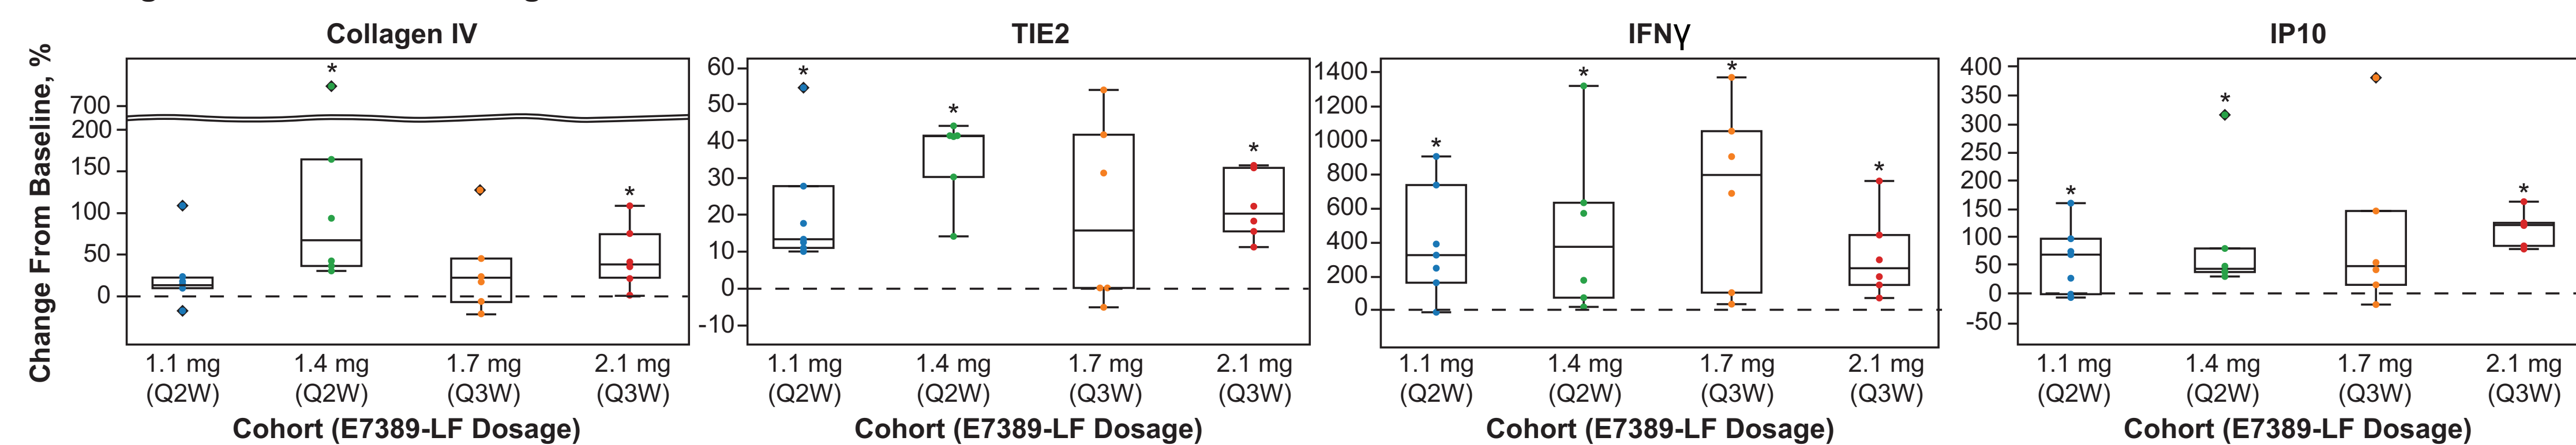 Collagen IV
TIE2
IFNγ
IP10
Change From Baseline, %
700
200
150
100
50
0
60
50
40
30
20
10
0
-10
1400
1200
1000
800
600
400
200
0
400
350
300
250
200
150
100
50
0
-50
*
*
*
*
*
*
*
*
*
*
*
*
1.1 mg 1.4 mg 1.7 mg 2.1 mg
(Q2W) (Q2W) (Q3W) (Q3W)
Cohort (E7389-LF Dosage)
1.1 mg 1.4 mg 1.7 mg 2.1 mg
(Q2W) (Q2W) (Q3W) (Q3W)
Cohort (E7389-LF Dosage)
1.1 mg 1.4 mg 1.7 mg 2.1 mg
(Q2W) (Q2W) (Q3W) (Q3W)
Cohort (E7389-LF Dosage)
1.1 mg 1.4 mg 1.7 mg 2.1 mg
(Q2W) (Q2W) (Q3W) (Q3W)
Cohort (E7389-LF Dosage)